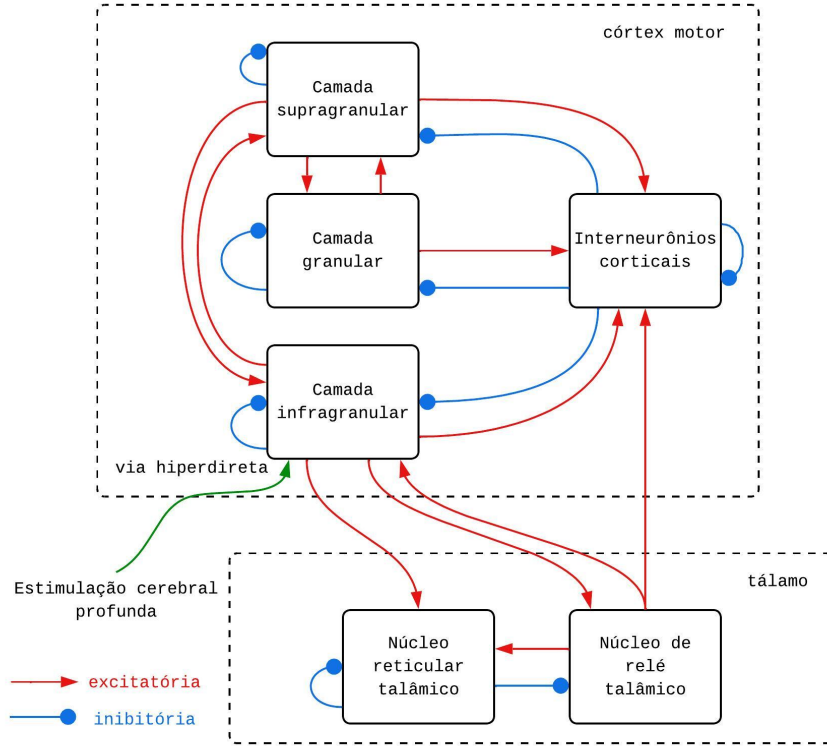 córtex motor
Camada
supragranular
Camada
granular
Interneurônios
corticais
Camada
infragranular
via hiperdireta
Estimulação cerebral
profunda
tálamo
Núcleo
reticular
talâmico
Núcleo de
relé
talâmico
excitatória
inibitória